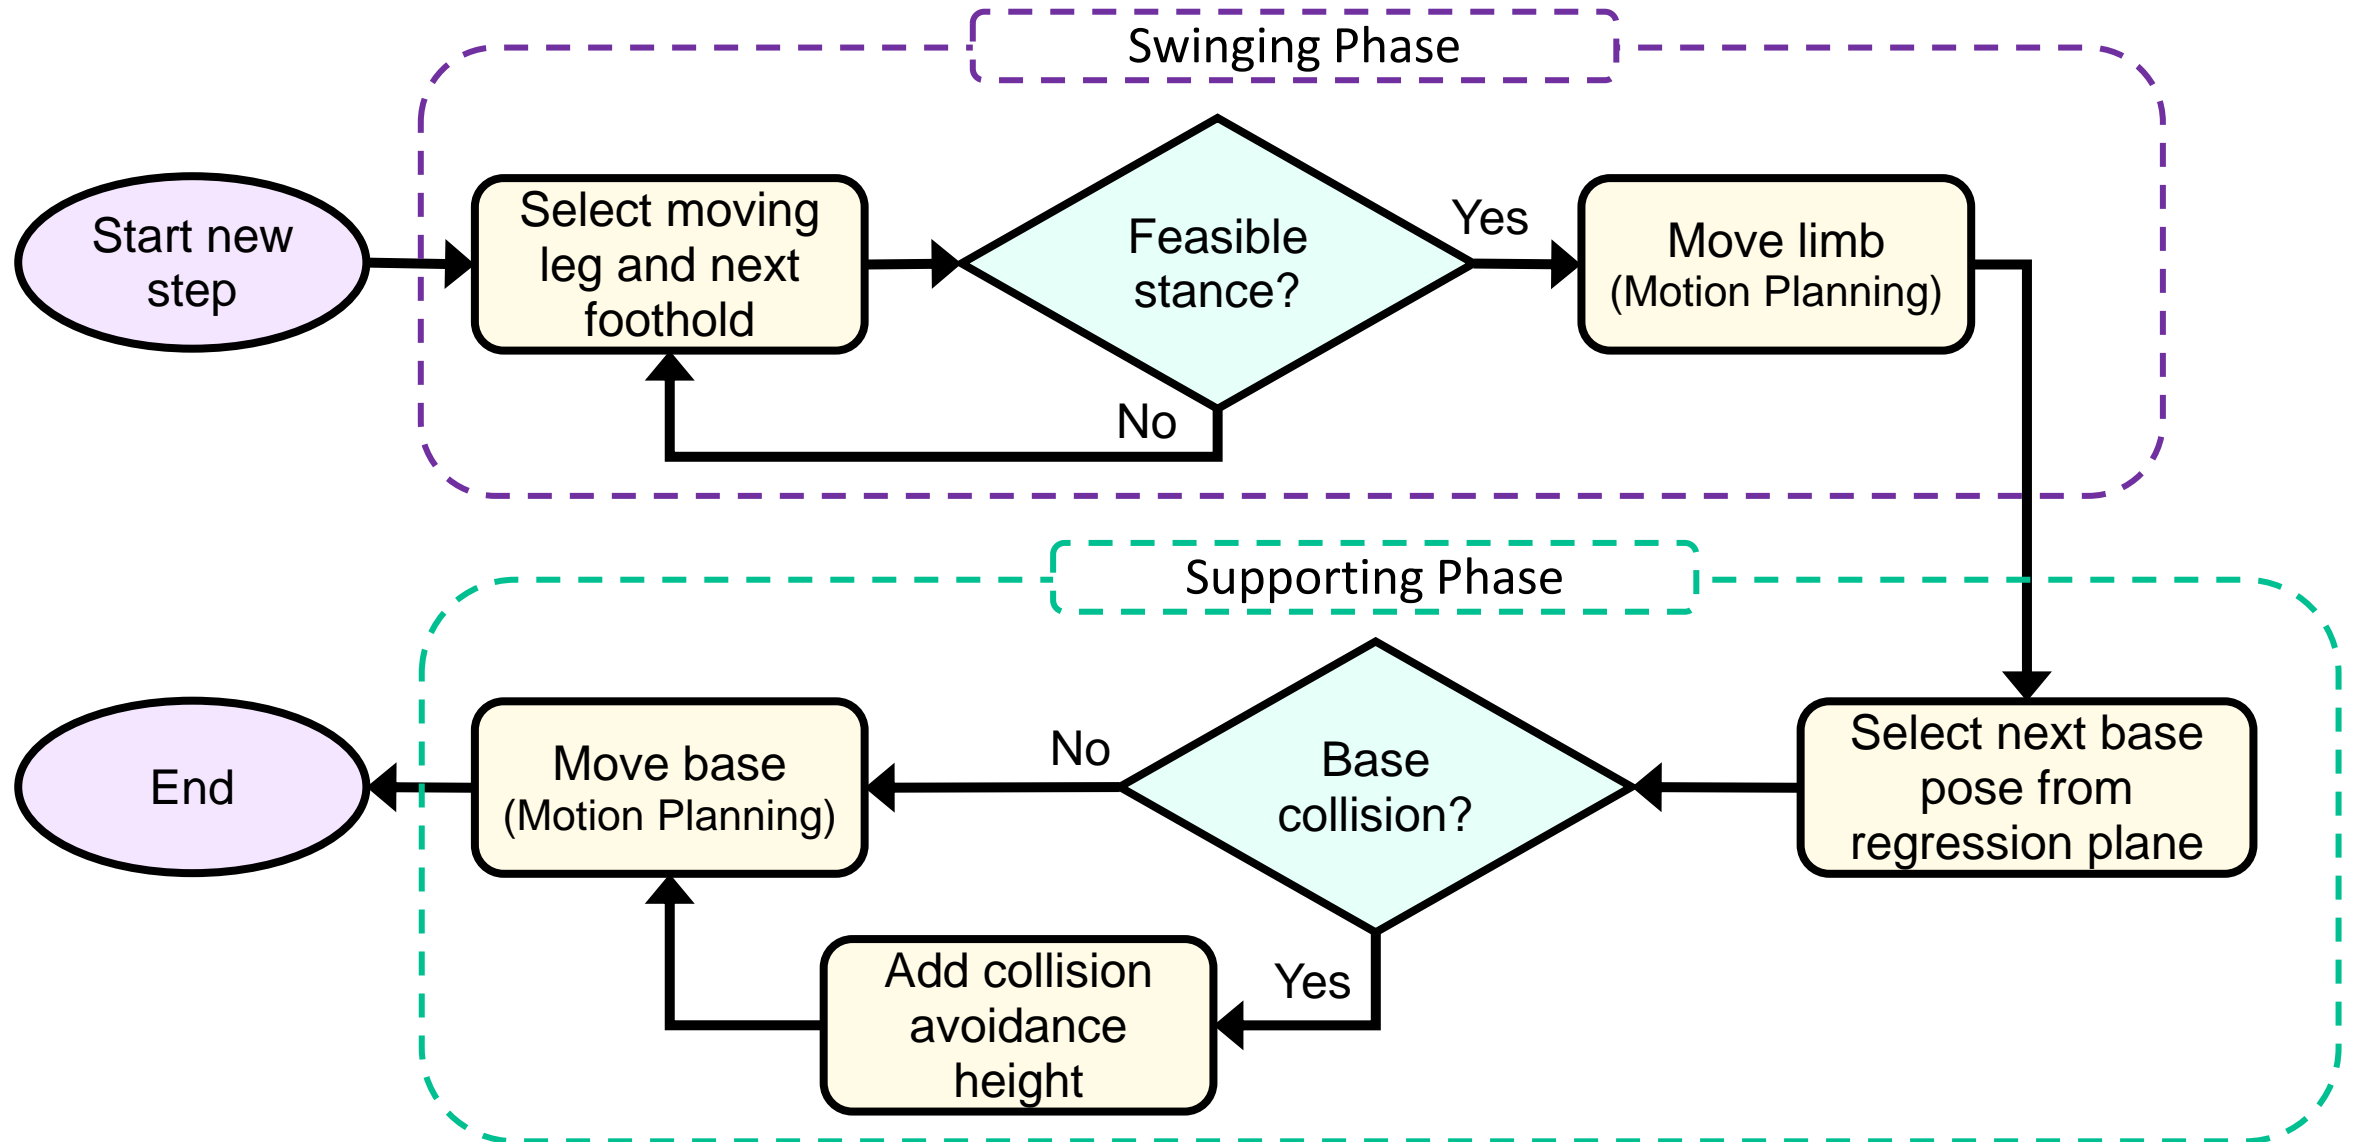 Swinging Phase
Start new
step
Select moving
leg and next
foothold
Feasible
stance?
Yes
No
Move limb
(Motion Planning)
Supporting Phase
Select next base
pose from
regression plane
Base
collision?
No
Yes
Add collision
avoidance
height
Move base
(Motion Planning)
End